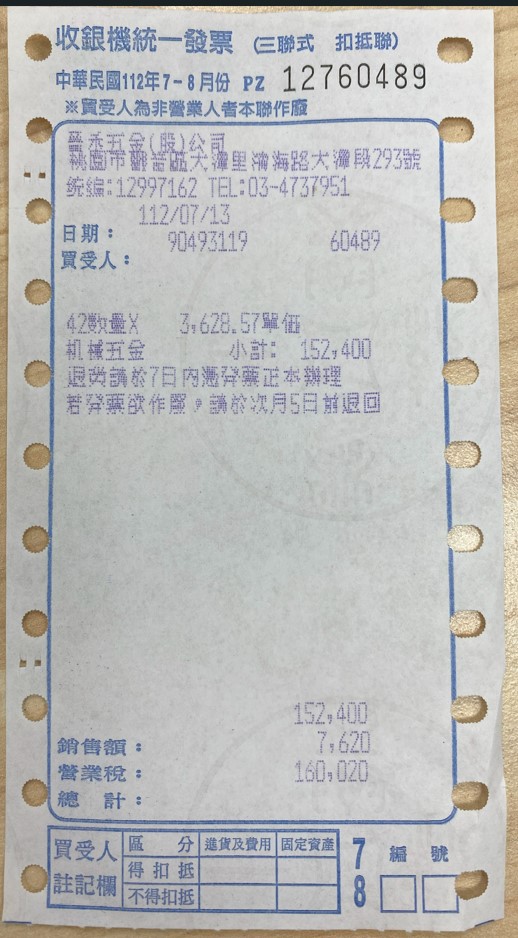 收銀機統一發票 (三聯式 扣抵聯)
中華民國112年7-8月份 PZ 12760489
※買受人為非營業人者本聯作廢
五金(股)公司
桃園市觀音區大潭里濱海路大潭段293號
統編:12997162 TEL:03-4737951
112/07/13
日期: 90493119 60489
買受人:
42數量X 3,628.57單価
机械五金 小計: 152,400
退貨請於7日內憑發票正本辦理
若發票欲作廢,請於次月5日前退回
152,400
銷售額: 7,620
營業稅: 160,020
總 計:
買受人註記欄 區 分 進貨及費用 固定資產
得 扣 抵
不得扣抵
7 8 編 號